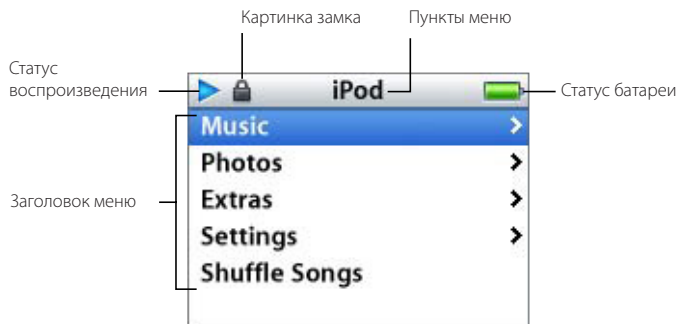 Картинка замка
Пункты меню
Статус
воспроизведения
iPod
Статус батареи
Music
Photos
Extras
Settings
Shuffle Songs
Заголовок меню